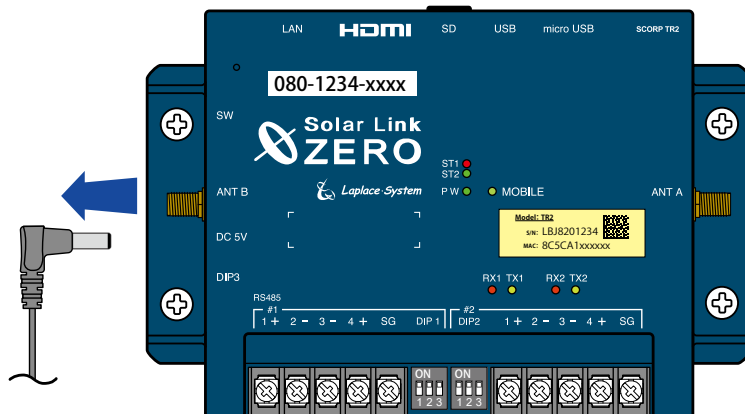 LAN HDMI SD USB micro USB SCORP TR2
080-1234-xxxx
SW
Solar Link
ZERO
ST1
ST2
ANT B
Laplace·System
P W
MOBILE
ANT A
Model: TR2
S/N: LBJ8201234
MAC: 8C5CA1xxxxxx
DC 5V
DIP3
RX1 TX1 RX2 TX2
RS485
#1 #2
1 + 2 − 3 − 4 + SG DIP 1 DIP2 1 + 2 − 3 − 4 + SG
ON ON
1 2 3 1 2 3